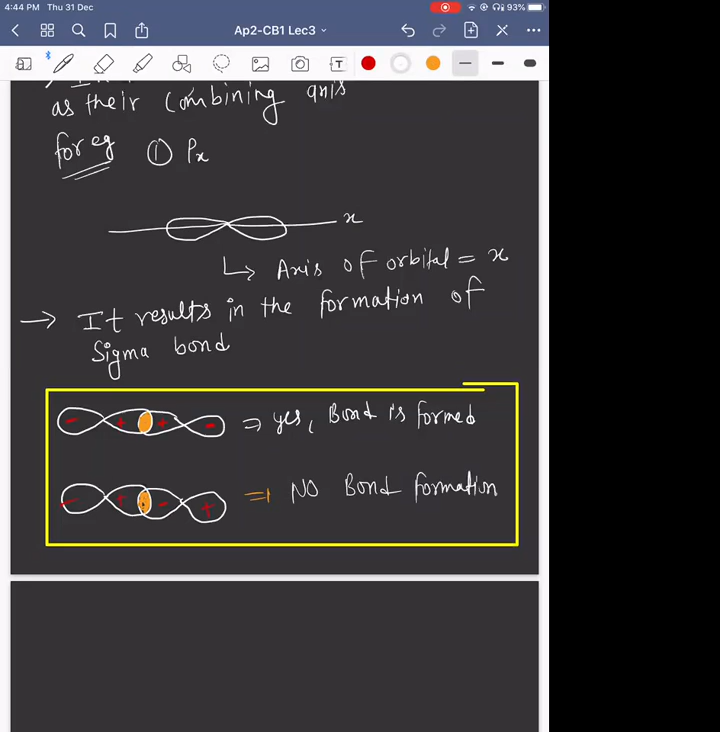 4:44 PM Thu 31 Dec
93%
Ap2-CB1 Lec3
T
as their combining axis
for eg ① Px
x
↳ Axis of orbital = x
→ It results in the formation of
Sigma bond
- + + - ⇒ yes, Bond is formed
- + - + ⇒ NO Bond formation